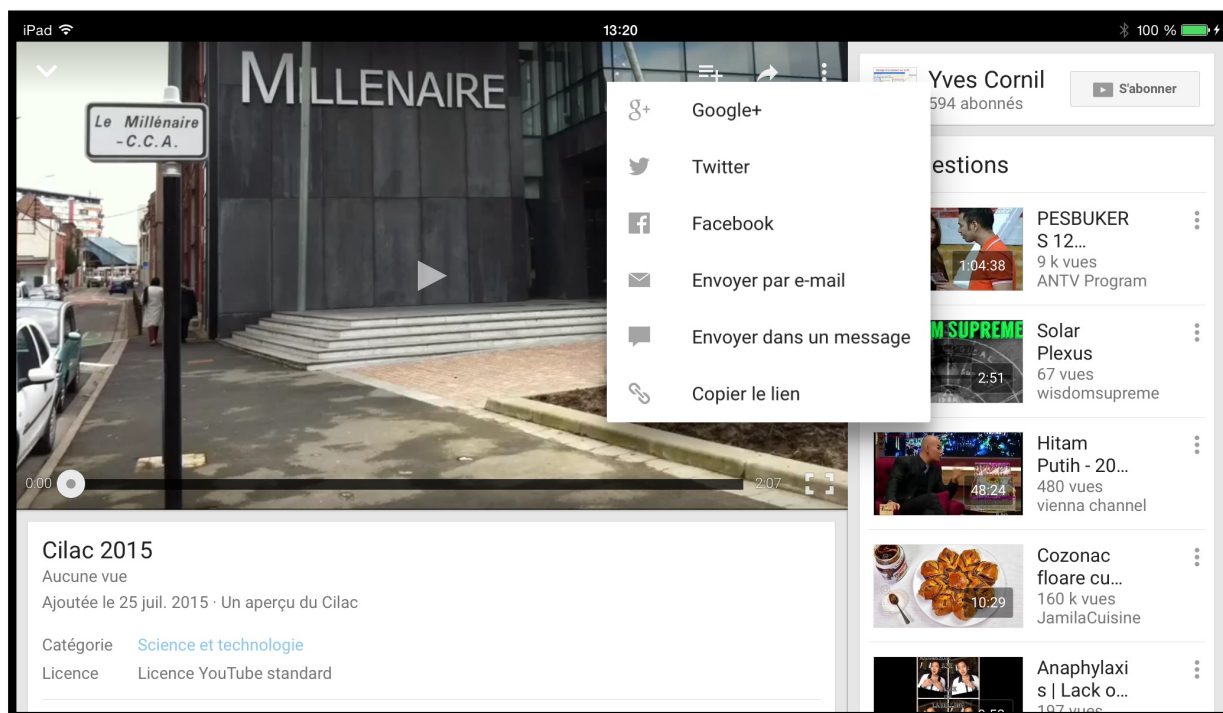 iPad 13:20 100 %
MILLENAIRE
Le Millénaire
-C.C.A.
0:00 2:07
Google+
Twitter
Facebook
Envoyer par e-mail
Envoyer dans un message
Copier le lien
Cilac 2015
Aucune vue
Ajoutée le 25 juil. 2015 · Un aperçu du Cilac
Catégorie Science et technologie
Licence Licence YouTube standard
Yves Cornil
594 abonnés
S'abonner
estions
1:04:38
PESBUKER
S 12...
9 k vues
ANTV Program
M SUPREME
2:51
Solar
Plexus
67 vues
wisdomsupreme
48:24
Hitam
Putih - 20...
480 vues
vienna channel
10:29
Cozonac
floare cu...
160 k vues
JamilaCuisine
Anaphylaxi
s | Lack o...
197 vues